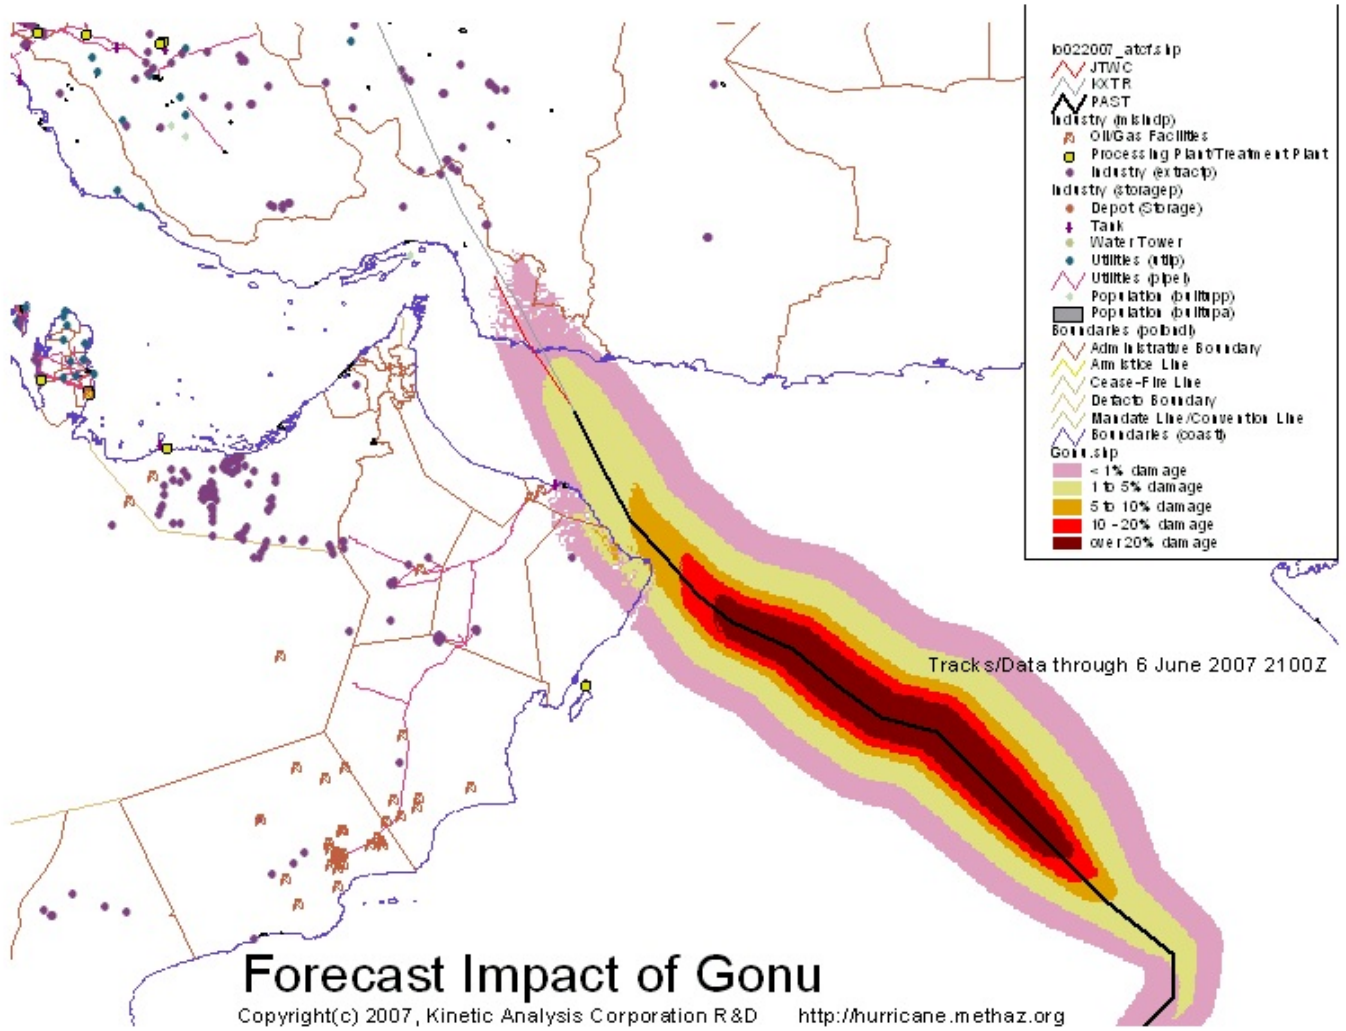 lo022007_atcf.shp
JTWC
KXTR
PAST
Industry (misindp)
Oil/Gas Facilities
Processing Plant/Treatment Plant
Industry (extractp)
Industry (storagep)
Depot (Storage)
Tank
Water Tower
Utilities (utilp)
Utilities (pipel)
Population (builtupp)
Population (builtupa)
Boundaries (polbndl)
Administrative Boundary
Armistice Line
Cease-Fire Line
Defacto Boundary
Mandate Line/Convention Line
Boundaries (coastl)
Gonu.shp
< 1% damage
1 to 5% damage
5 to 10% damage
10 -20% damage
over 20% damage
Tracks/Data through 6 June 2007 2100Z
Forecast Impact of Gonu
Copyright(c) 2007, Kinetic Analysis Corporation R&D http://hurricane.methaz.org